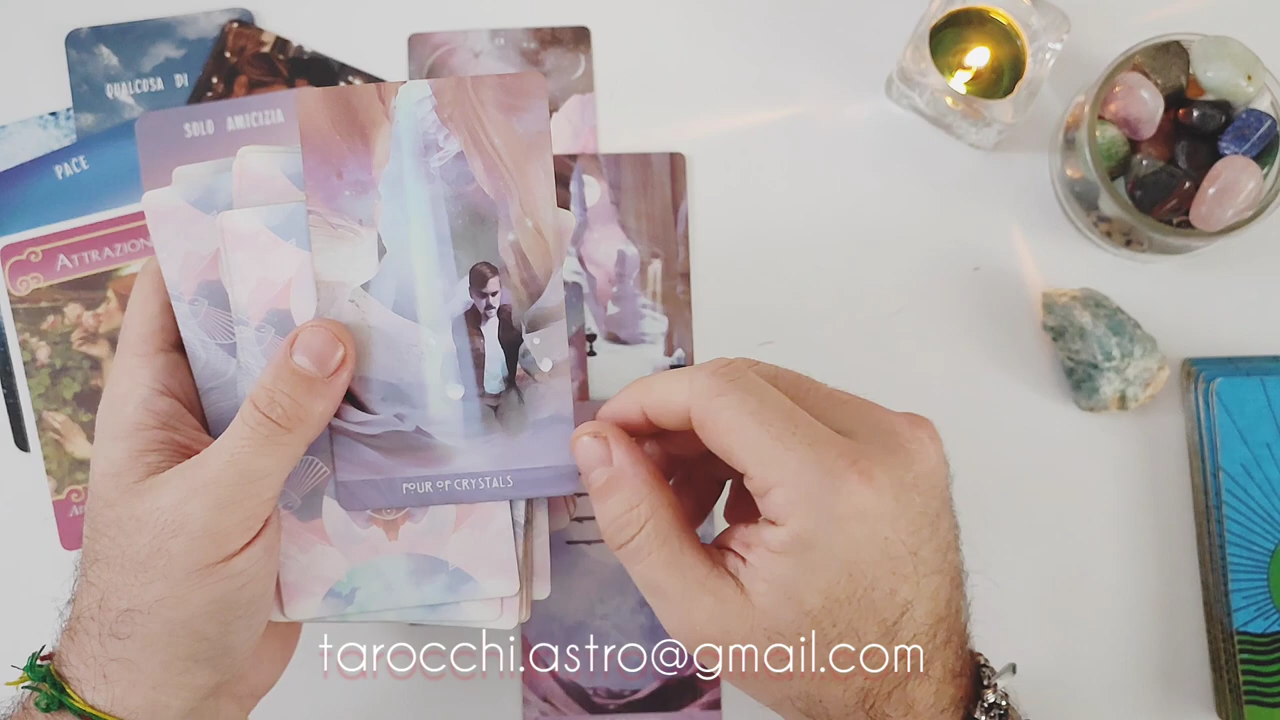 QUALCOSA DI
SOLO AMICIZIA
PACE
ATTRAZION
FOUR OF CRYSTALS
tarocchi.astro@gmail.com